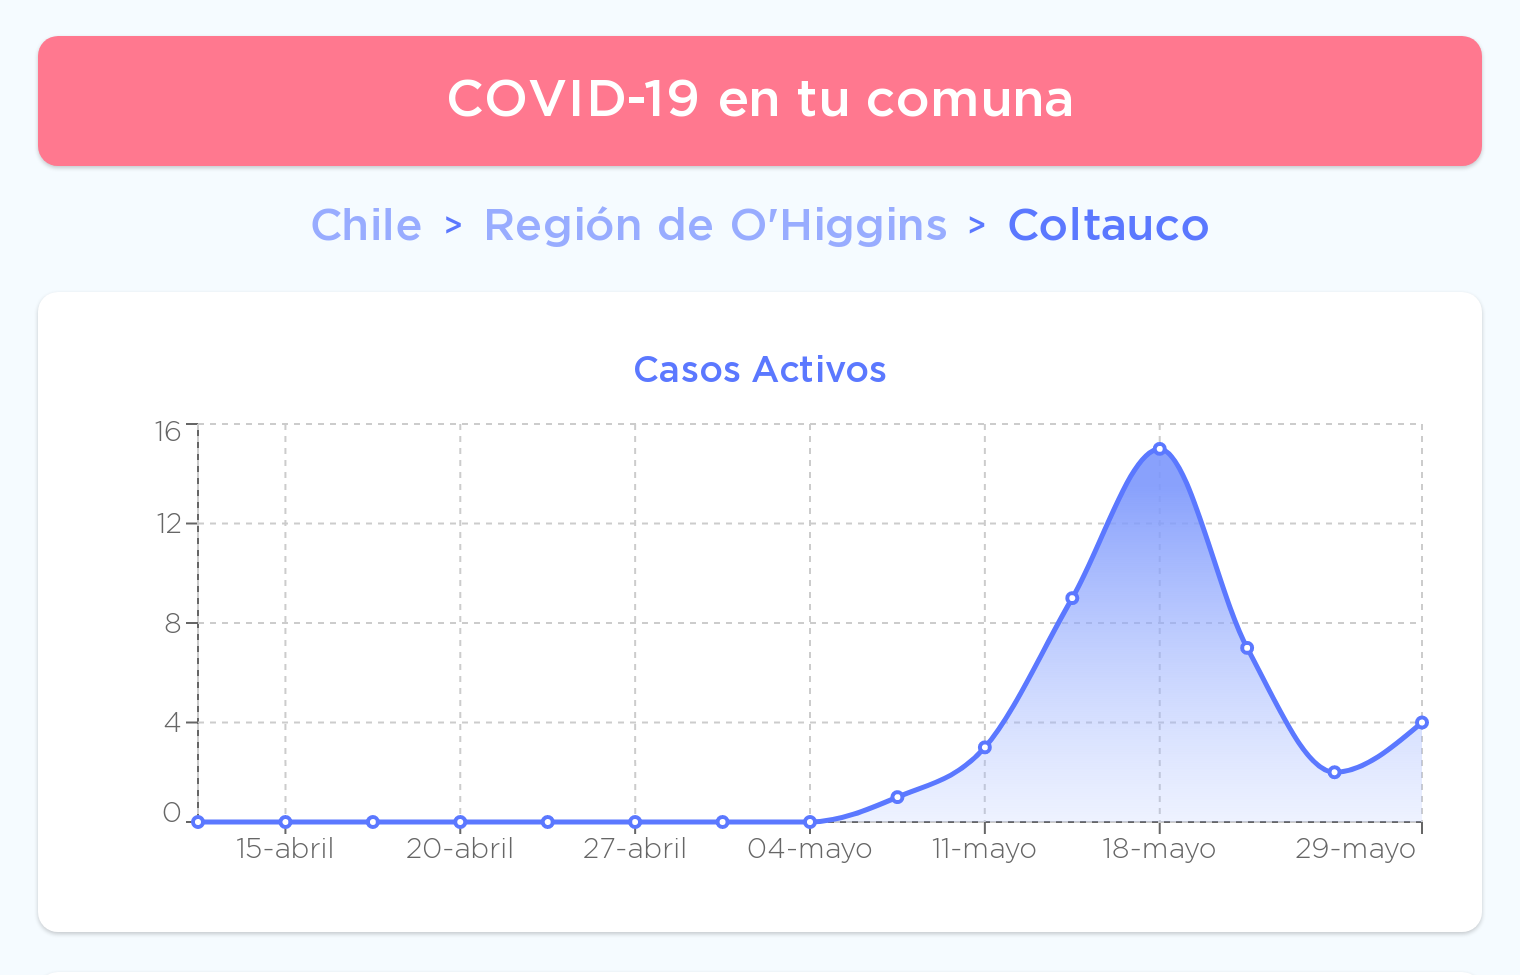 COVID-19 en tu comuna
Chile > Región de O'Higgins > Coltauco
Casos Activos
16
12
8
4
0
15-abril 20-abril 27-abril 04-mayo 11-mayo 18-mayo 29-mayo